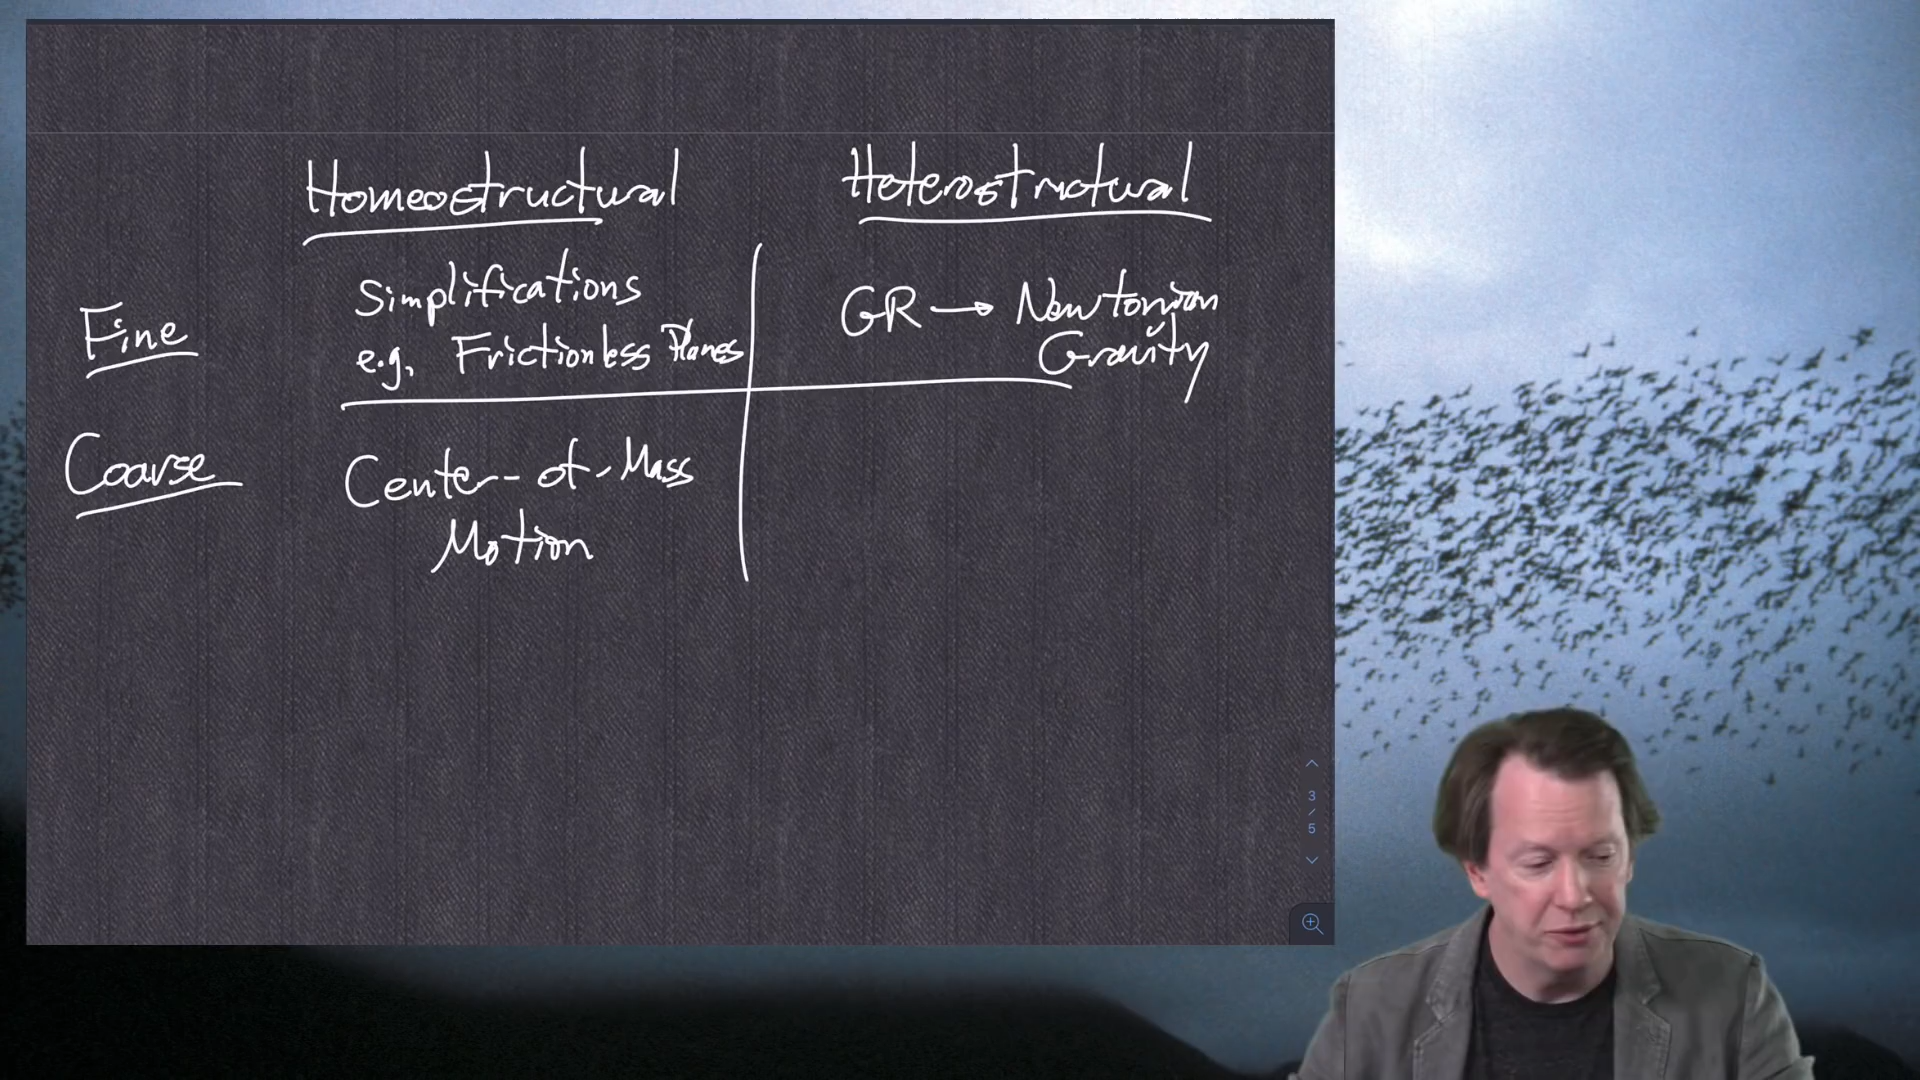 Homeostructural
Heterostructural
Fine
Simplifications
e.g. Frictionless Planes
GR → Newtonian
Gravity
Coarse
Center-of-Mass
Motion
3
/
5